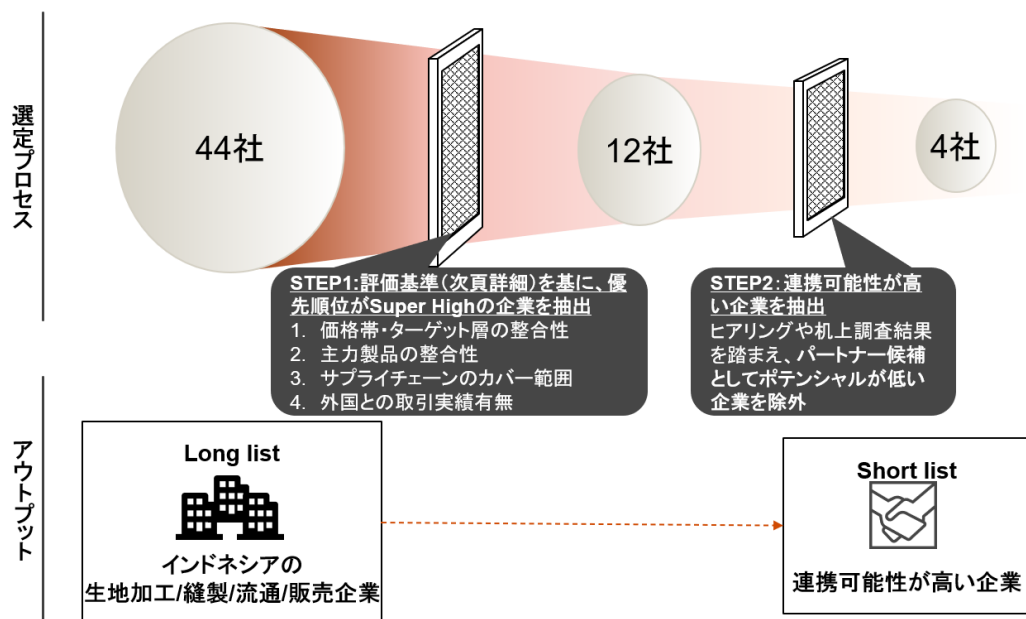 選定プロセス
44社
12社
4社
STEP1:評価基準(次頁詳細)を基に、優
先順位がSuper Highの企業を抽出
1. 価格帯・ターゲット層の整合性
2. 主力製品の整合性
3. サプライチェーンのカバー範囲
4. 外国との取引実績有無
STEP2:連携可能性が高
い企業を抽出
ヒアリングや机上調査結果
を踏まえ、パートナー候補
としてポテンシャルが低い
企業を除外
アウトプット
Long list
インドネシアの
生地加工/縫製/流通/販売企業
Short list
連携可能性が高い企業